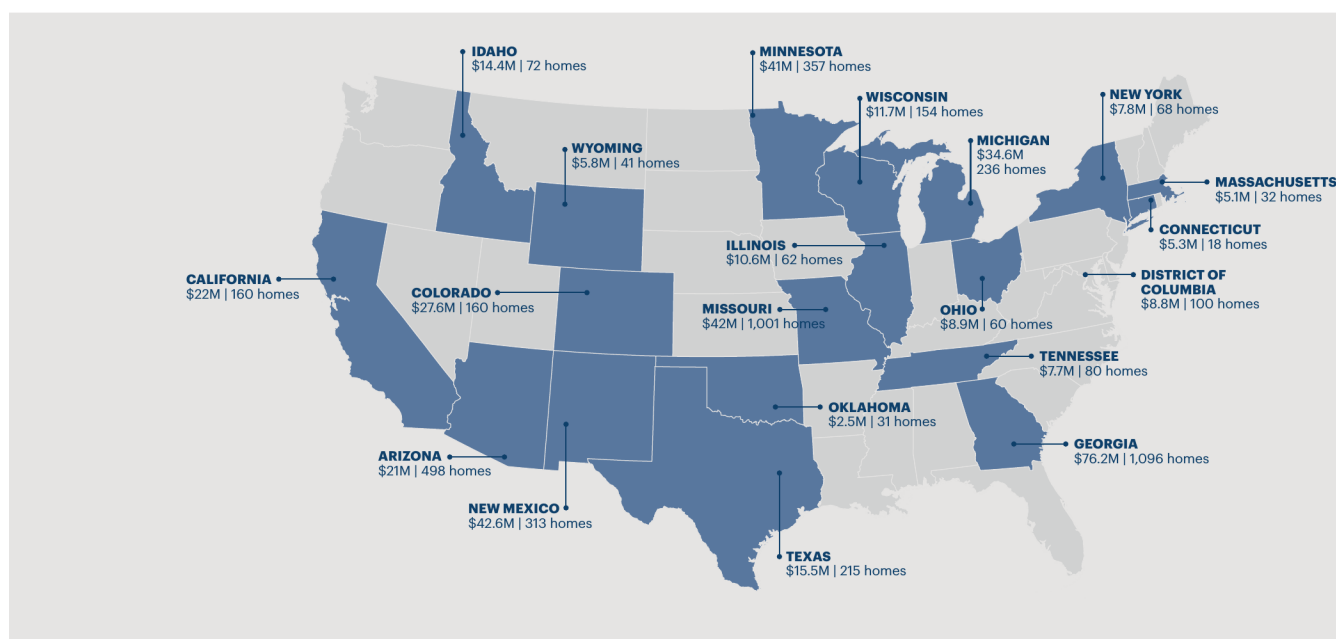 IDAHO
$14.4M | 72 homes
MINNESOTA
$41M | 357 homes
WISCONSIN
$11.7M | 154 homes
NEW YORK
$7.8M | 68 homes
WYOMING
$5.8M | 41 homes
MICHIGAN
$34.6M
236 homes
MASSACHUSETTS
$5.1M | 32 homes
CONNECTICUT
$5.3M | 18 homes
ILLINOIS
$10.6M | 62 homes
CALIFORNIA
$22M | 160 homes
COLORADO
$27.6M | 160 homes
DISTRICT OF
COLUMBIA
$8.8M | 100 homes
MISSOURI
$42M | 1,001 homes
OHIO
$8.9M | 60 homes
TENNESSEE
$7.7M | 80 homes
OKLAHOMA
$2.5M | 31 homes
ARIZONA
$21M | 498 homes
GEORGIA
$76.2M | 1,096 homes
NEW MEXICO
$42.6M | 313 homes
TEXAS
$15.5M | 215 homes